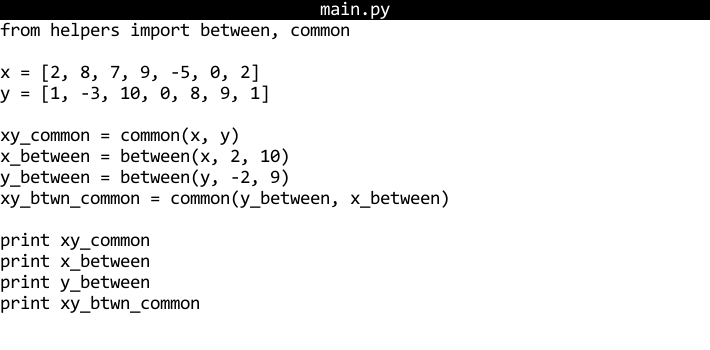 main.py
from helpers import between, common
x = [2, 8, 7, 9, -5, 0, 2]
y = [1, -3, 10, 0, 8, 9, 1]
xy_common = common(x, y)
x_between = between(x, 2, 10)
y_between = between(y, -2, 9)
xy_btwn_common = common(y_between, x_between)
print xy_common
print x_between
print y_between
print xy_btwn_common